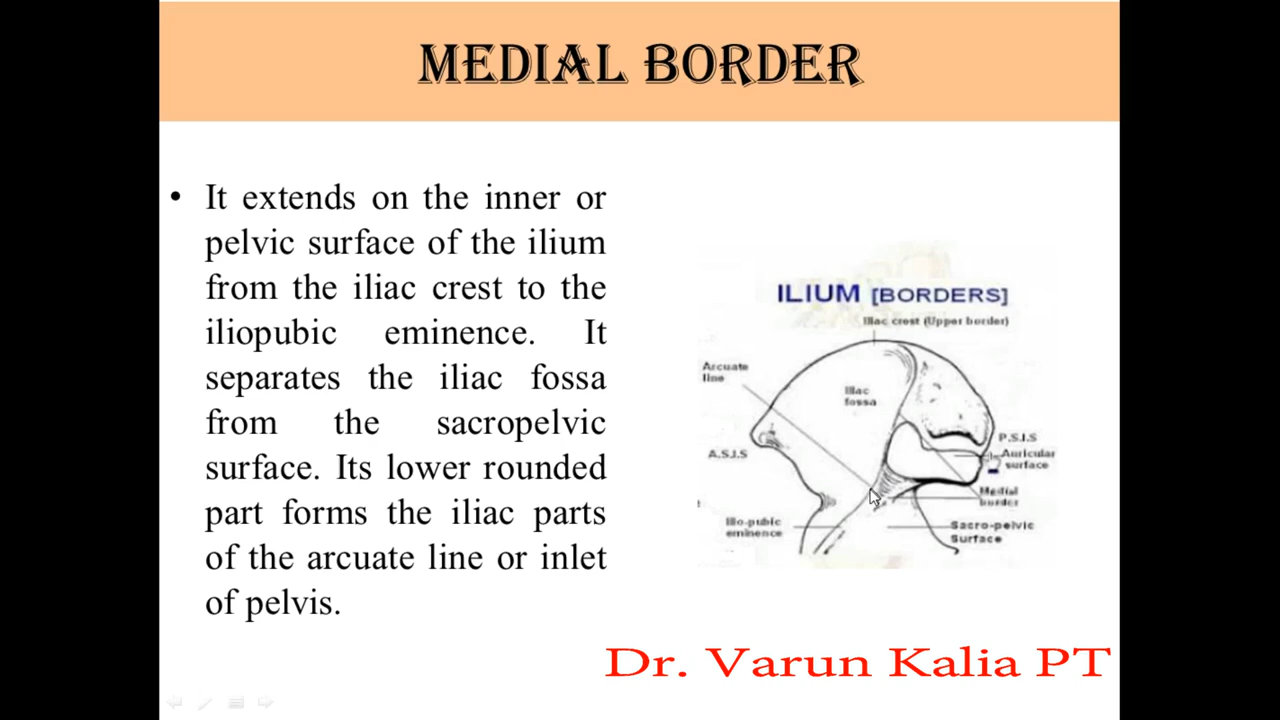 MEDIAL BORDER
• It extends on the inner or
pelvic surface of the ilium
from the iliac crest to the
iliopubic eminence. It
separates the iliac fossa
from the sacropelvic
surface. Its lower rounded
part forms the iliac parts
of the arcuate line or inlet
of pelvis.
ILIUM [BORDERS]
Iliac crest (Upper border)
Arcuate
line
Iliac
fossa
A.S.I.S
P.S.I.S
Auricular
surface
Medial
border
Ilio-pubic
eminence
Sacro-pelvic
Surface
Dr. Varun Kalia PT